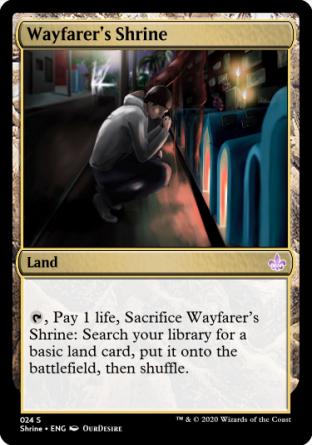 Wayfarer's Shrine
Land
, Pay 1 life, Sacrifice Wayfarer's
Shrine: Search your library for a
basic land card, put it onto the
battlefield, then shuffle.
024 S
Shrine • ENG OurDesire
™ & © 2020 Wizards of the Coast